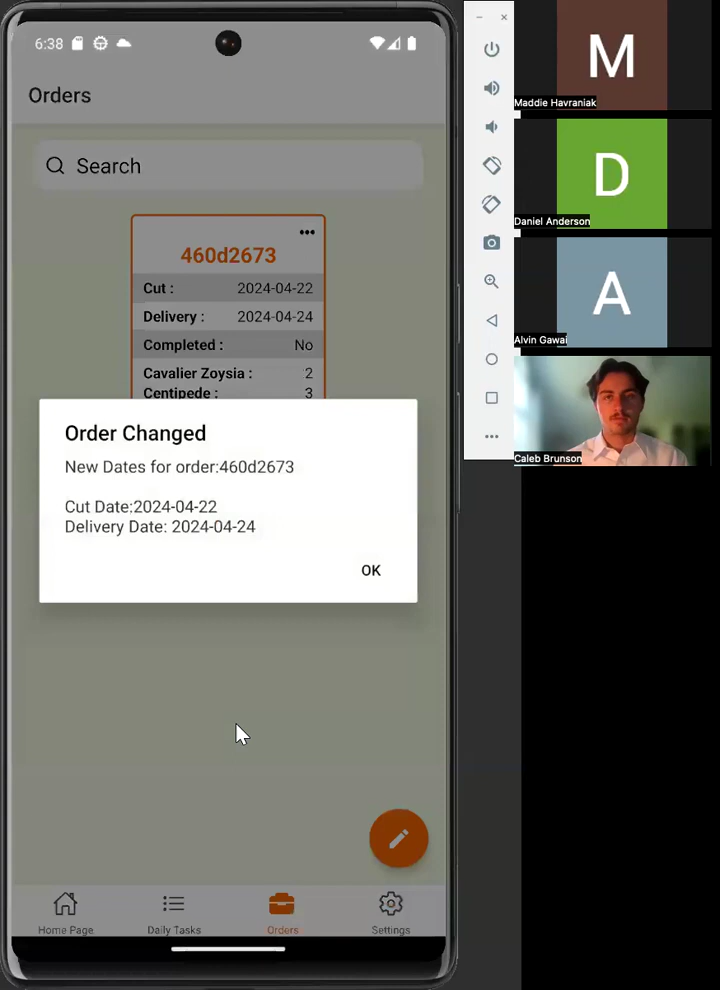 6:38
Orders
Search
460d2673
Cut : 2024-04-22
Delivery : 2024-04-24
Completed : No
Cavalier Zoysia : 2
Centipede : 3
Order Changed
New Dates for order:460d2673
Cut Date:2024-04-22
Delivery Date: 2024-04-24
OK
Home Page
Daily Tasks
Orders
Settings
M
Maddie Havraniak
D
Daniel Anderson
A
Alvin Gawai
Caleb Brunson